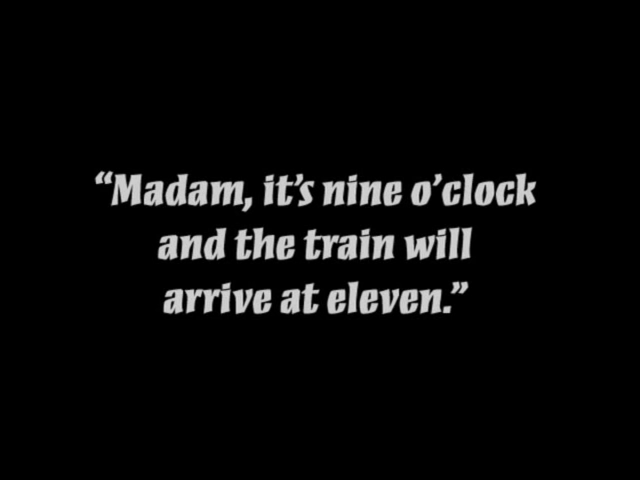 “Madam, it’s nine o’clock
and the train will
arrive at eleven.”